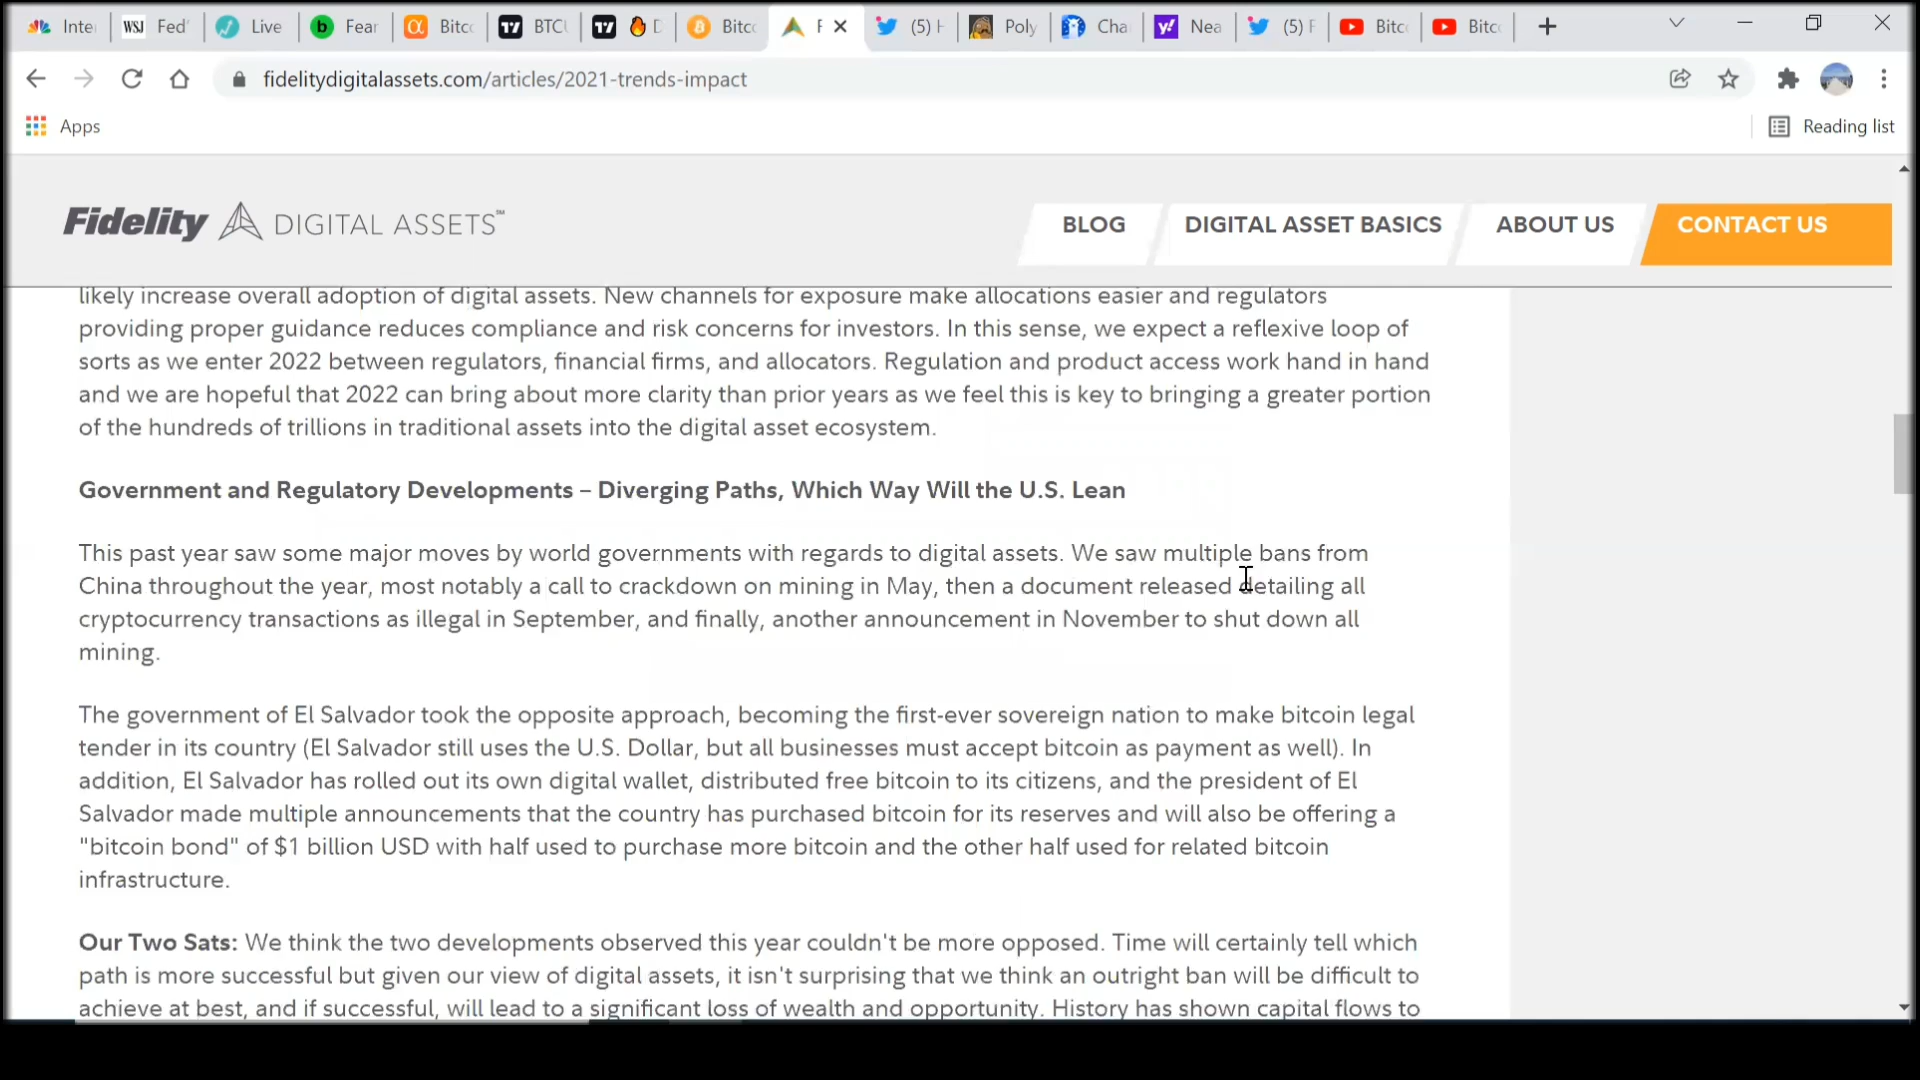 Inte
WSJ Fed'
Live
b Fear
Bitco
BTCU
D
Bitco
F
(5) H
Poly
Cha
y! Nea
(5) F
Bitc
Bitc
fidelitydigitalassets.com/articles/2021-trends-impact
Apps
Reading list
Fidelity DIGITAL ASSETS℠
BLOG
DIGITAL ASSET BASICS
ABOUT US
CONTACT US
likely increase overall adoption of digital assets. New channels for exposure make allocations easier and regulators
providing proper guidance reduces compliance and risk concerns for investors. In this sense, we expect a reflexive loop of
sorts as we enter 2022 between regulators, financial firms, and allocators. Regulation and product access work hand in hand
and we are hopeful that 2022 can bring about more clarity than prior years as we feel this is key to bringing a greater portion
of the hundreds of trillions in traditional assets into the digital asset ecosystem.
Government and Regulatory Developments – Diverging Paths, Which Way Will the U.S. Lean
This past year saw some major moves by world governments with regards to digital assets. We saw multiple bans from
China throughout the year, most notably a call to crackdown on mining in May, then a document released detailing all
cryptocurrency transactions as illegal in September, and finally, another announcement in November to shut down all
mining.
The government of El Salvador took the opposite approach, becoming the first-ever sovereign nation to make bitcoin legal
tender in its country (El Salvador still uses the U.S. Dollar, but all businesses must accept bitcoin as payment as well). In
addition, El Salvador has rolled out its own digital wallet, distributed free bitcoin to its citizens, and the president of El
Salvador made multiple announcements that the country has purchased bitcoin for its reserves and will also be offering a
"bitcoin bond" of $1 billion USD with half used to purchase more bitcoin and the other half used for related bitcoin
infrastructure.
Our Two Sats: We think the two developments observed this year couldn't be more opposed. Time will certainly tell which
path is more successful but given our view of digital assets, it isn't surprising that we think an outright ban will be difficult to
achieve at best, and if successful, will lead to a significant loss of wealth and opportunity. History has shown capital flows to